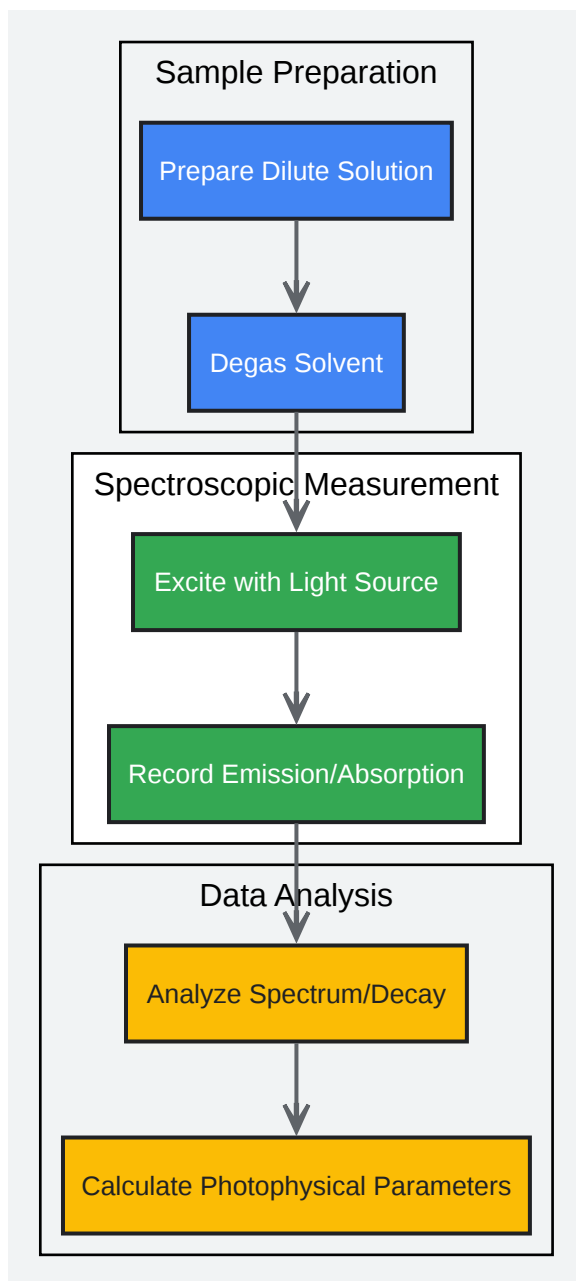 Sample Preparation
Prepare Dilute Solution
Degas Solvent
Spectroscopic Measurement
Excite with Light Source
Record Emission/Absorption
Data Analysis
Analyze Spectrum/Decay
Calculate Photophysical Parameters